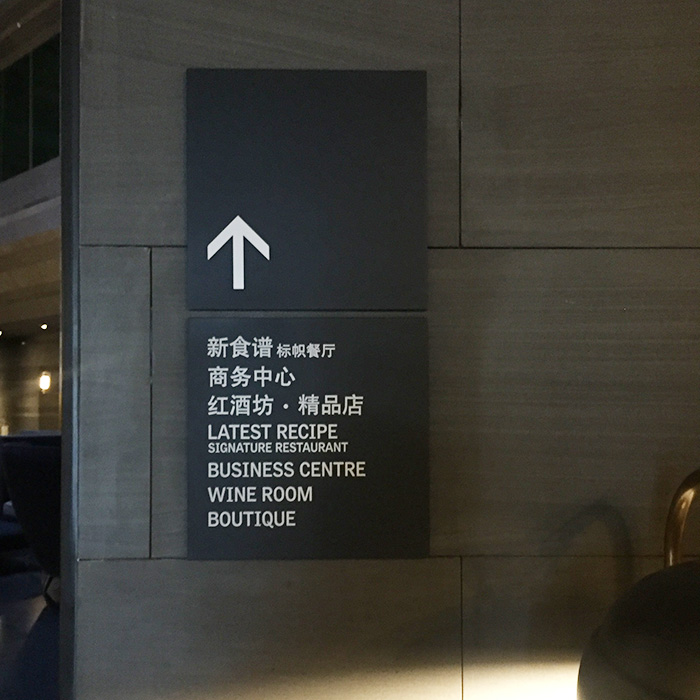 新食谱 标帜餐厅
商务中心
红酒坊・精品店
LATEST RECIPE
SIGNATURE RESTAURANT
BUSINESS CENTRE
WINE ROOM
BOUTIQUE